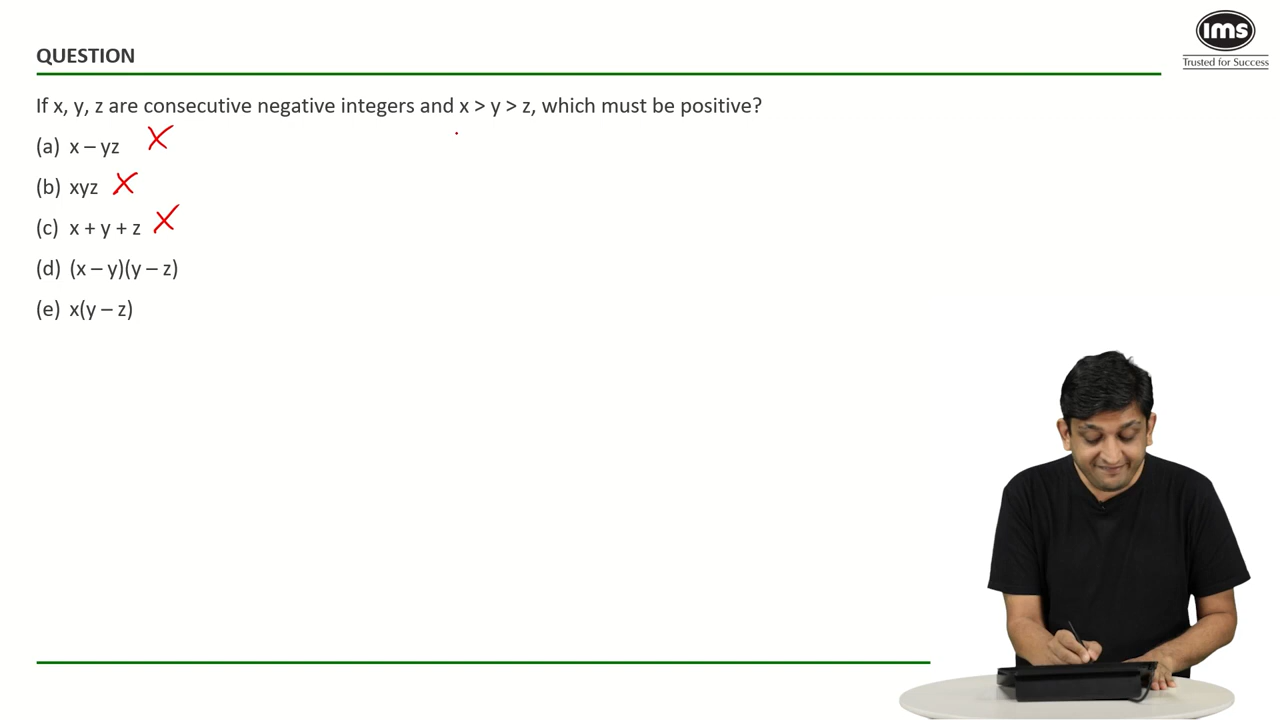 ims
Trusted for Success
QUESTION
If x, y, z are consecutive negative integers and x > y > z, which must be positive?
(a) x – yz
(b) xyz
(c) x + y + z
(d) (x – y)(y – z)
(e) x(y – z)